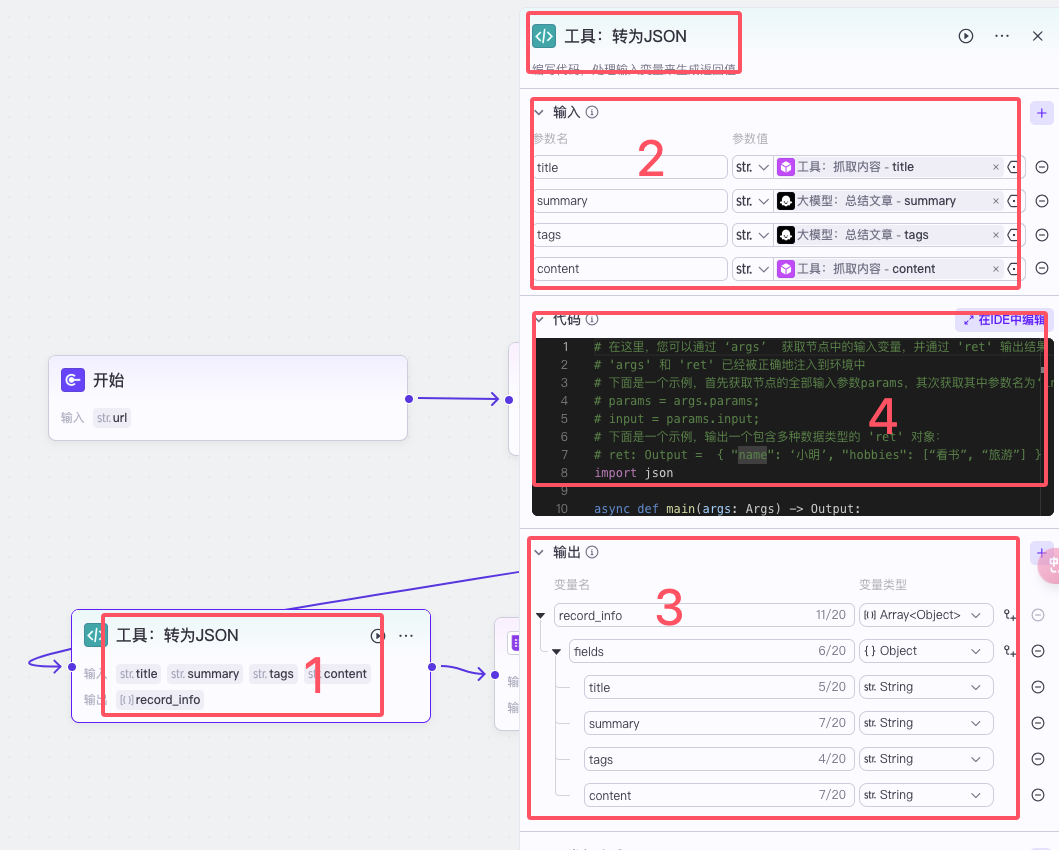 工具：转为JSON
编写代码，处理输入变量来生成返回值
输入
参数名 参数值
title str. 工具：抓取内容 - title
summary str. 大模型：总结文章 - summary
tags str. 大模型：总结文章 - tags
content str. 工具：抓取内容 - content
2
代码 在IDE中编辑
1 # 在这里，您可以通过 ‘args’ 获取节点中的输入变量，并通过 'ret' 输出结果
2 # 'args' 和 'ret' 已经被正确地注入到环境中
3 # 下面是一个示例，首先获取节点的全部输入参数params，其次获取其中参数名为‘in
4 # params = args.params;
5 # input = params.input;
6 # 下面是一个示例，输出一个包含多种数据类型的 'ret' 对象：
7 # ret: Output = { "name": ‘小明’, "hobbies": [“看书”, “旅游”] }
8 import json
9
10 async def main(args: Args) -> Output:
4
输出
变量名 变量类型
record_info 11/20 Array<Object>
fields 6/20 { } Object
title 5/20 str. String
summary 7/20 str. String
tags 4/20 str. String
content 7/20 str. String
3
开始
输入 str. url
工具：转为JSON
输入 str. title str. summary str. tags str. content
输出 record_info
1
输
输